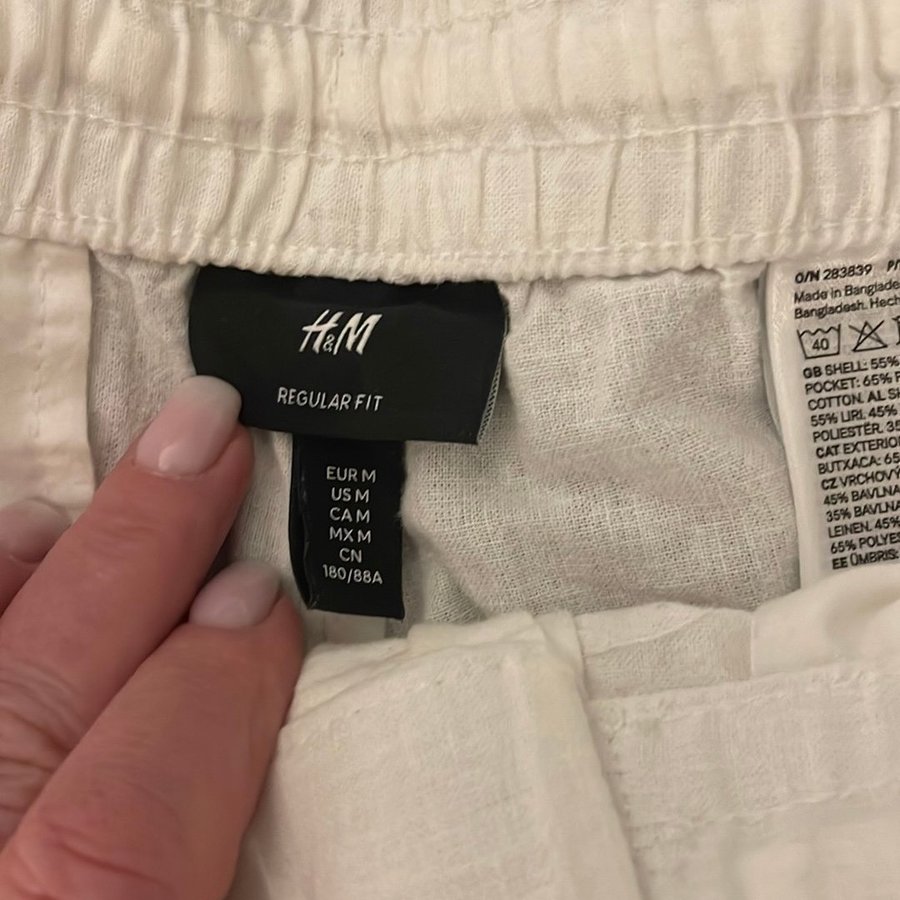 H&M
REGULAR FIT
EUR M
US M
CA M
MX M
CN
180/88A
O/N 283839 P/
Made in Banglade
Bangladesh. Hech
40
GB SHELL: 55%
POCKET: 65%
COTTON. AL SH
55% LIRI. 45%
POLIESTËR. 35
CAT EXTERIO
BUTXACA: 65
CZ VRCHOVÝ
45% BAVLNA
35% BAVLNA
LEINEN. 45%
65% POLYES
EE ÜMBRIS: